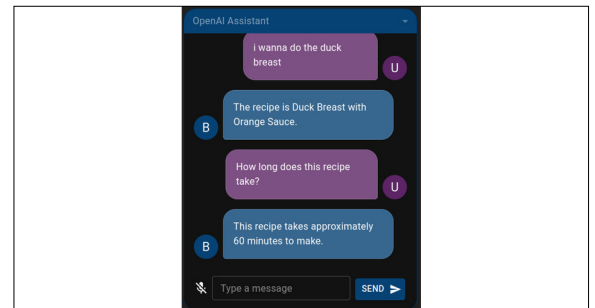 OpenAI Assistant
i wanna do the duck
breast
U
The recipe is Duck Breast with
Orange Sauce.
B
How long does this recipe
take?
U
This recipe takes approximately
60 minutes to make.
B
Type a message
SEND